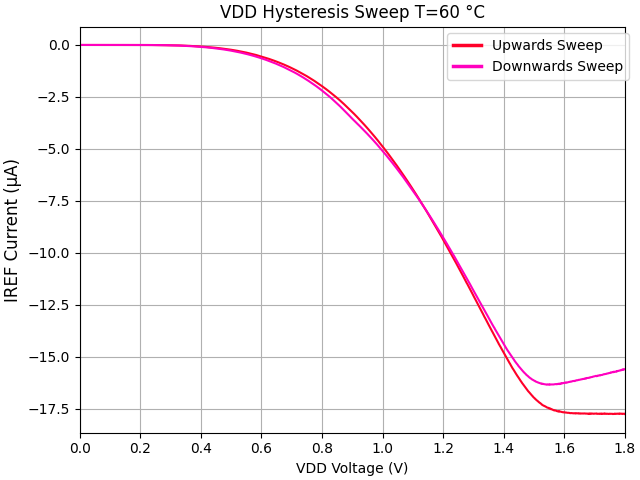 VDD Hysteresis Sweep T=60 °C
Upwards Sweep
Downwards Sweep
IREF Current (μA)
0.0
−2.5
−5.0
−7.5
−10.0
−12.5
−15.0
−17.5
0.0 0.2 0.4 0.6 0.8 1.0 1.2 1.4 1.6 1.8
VDD Voltage (V)